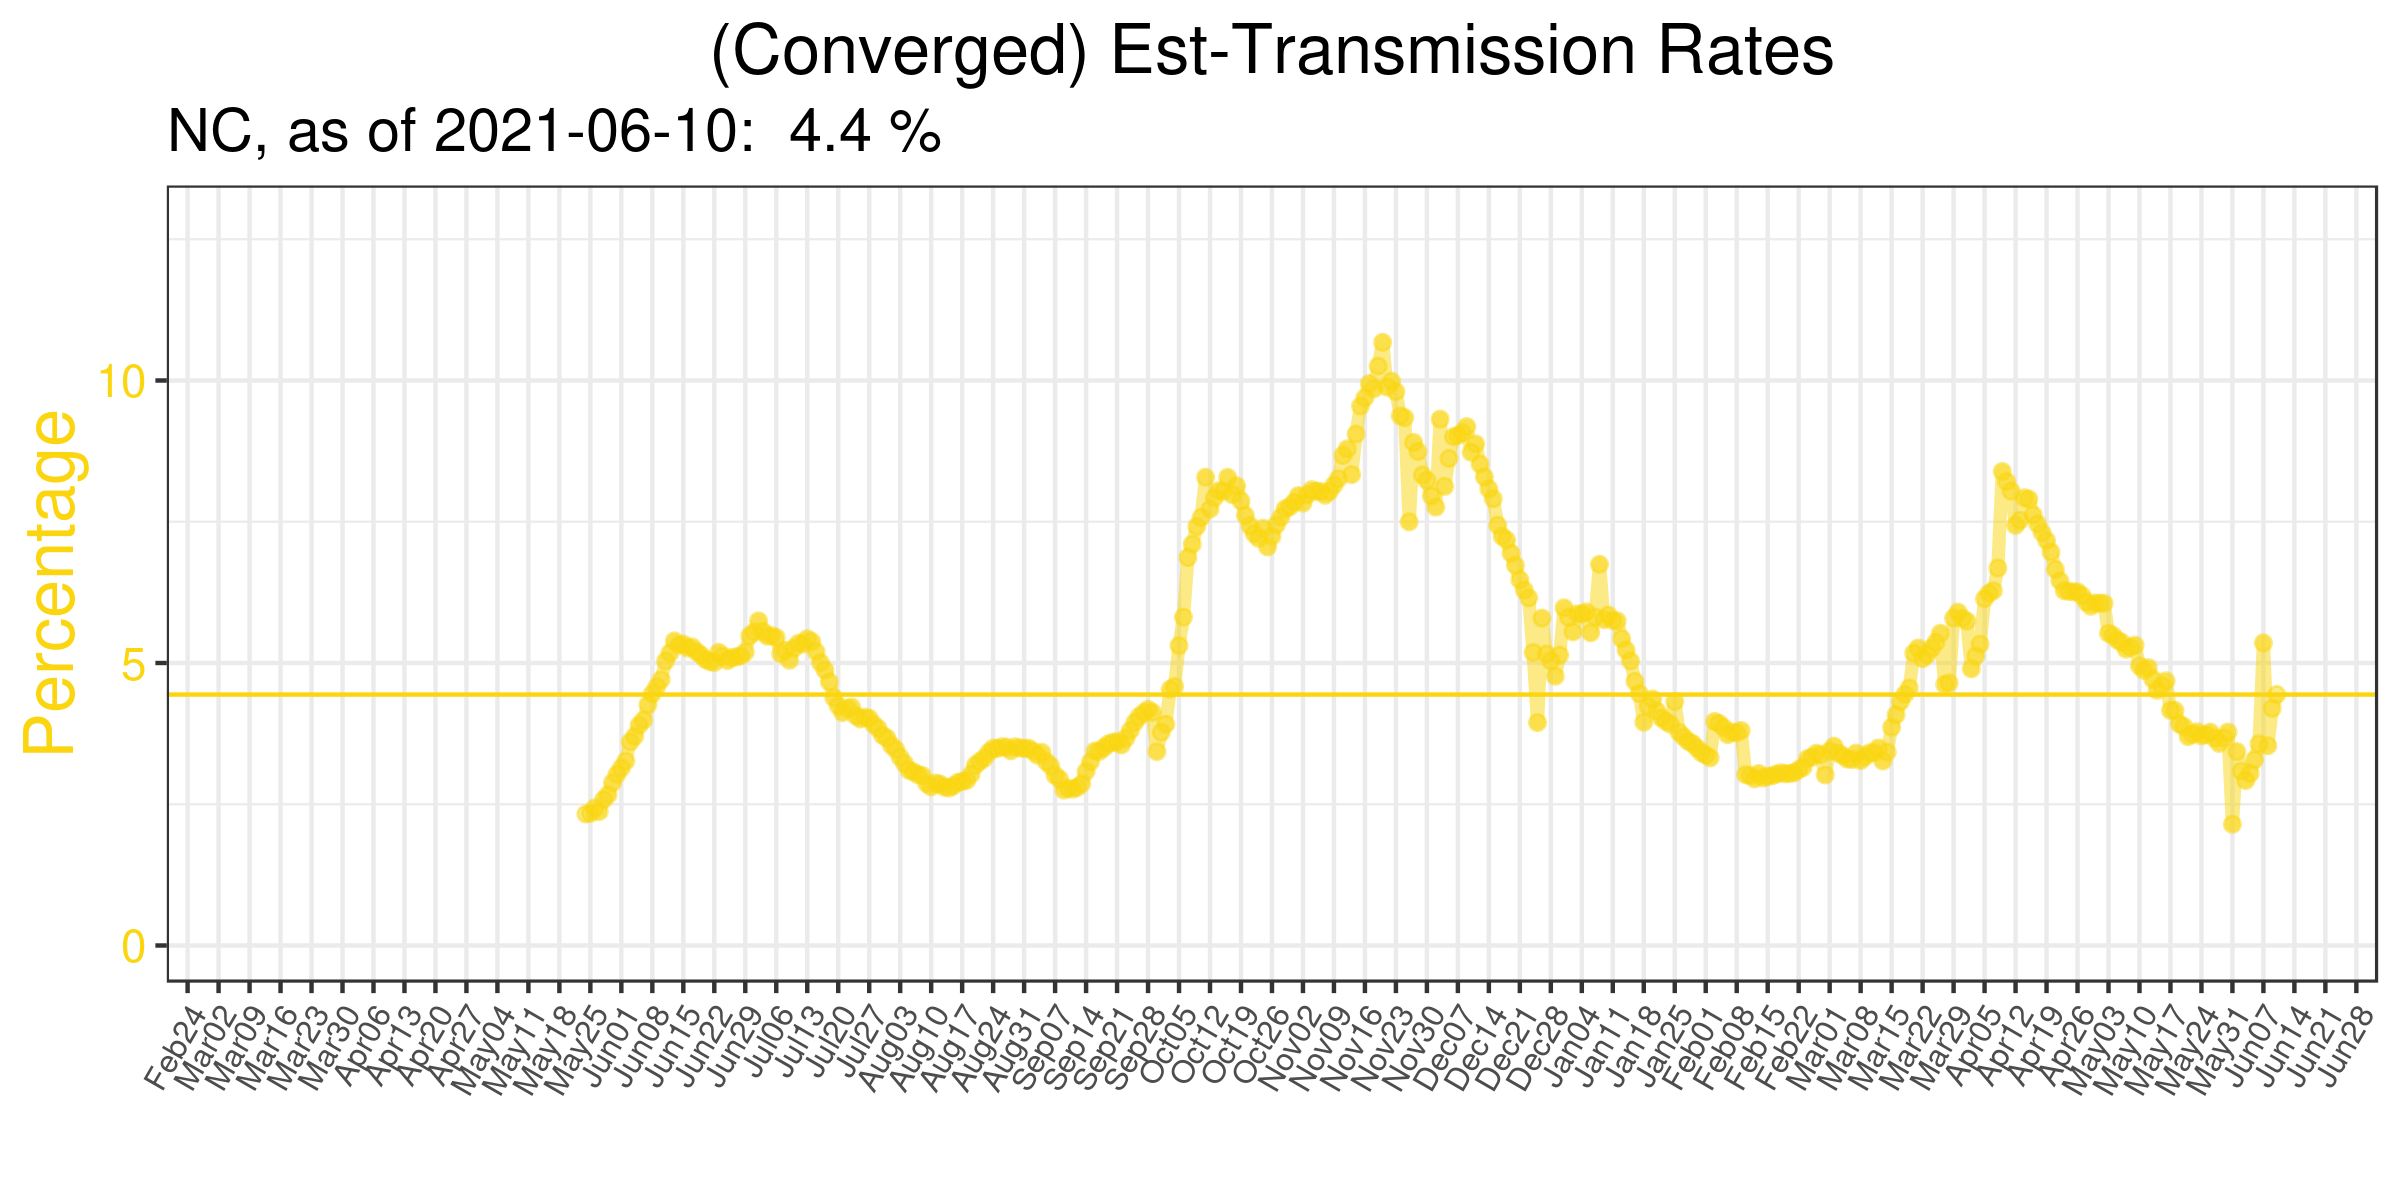 (Converged) Est-Transmission Rates
NC, as of 2021-06-10:  4.4 %
Percentage
10
5
0
Feb24
Mar02
Mar09
Mar16
Mar23
Mar30
Apr06
Apr13
Apr20
Apr27
May04
May11
May18
May25
Jun01
Jun08
Jun15
Jun22
Jun29
Jul06
Jul13
Jul20
Jul27
Aug03
Aug10
Aug17
Aug24
Aug31
Sep07
Sep14
Sep21
Sep28
Oct05
Oct12
Oct19
Oct26
Nov02
Nov09
Nov16
Nov23
Nov30
Dec07
Dec14
Dec21
Dec28
Jan04
Jan11
Jan18
Jan25
Feb01
Feb08
Feb15
Feb22
Mar01
Mar08
Mar15
Mar22
Mar29
Apr05
Apr12
Apr19
Apr26
May03
May10
May17
May24
May31
Jun07
Jun14
Jun21
Jun28